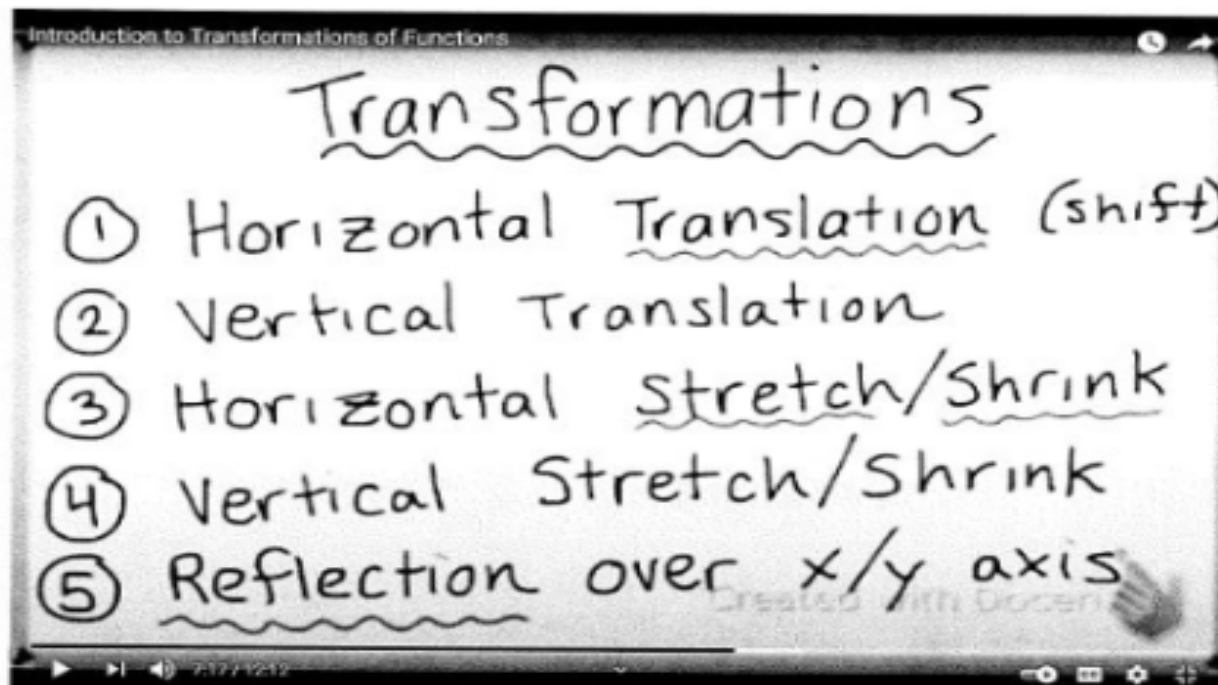 Introduction to Transformations of Functions
Transformations
1 Horizontal Translation (shift)
2 Vertical Translation
3 Horizontal Stretch/Shrink
4 Vertical Stretch/Shrink
5 Reflection over x/y axis
Created with Docen
7:17 / 12:12